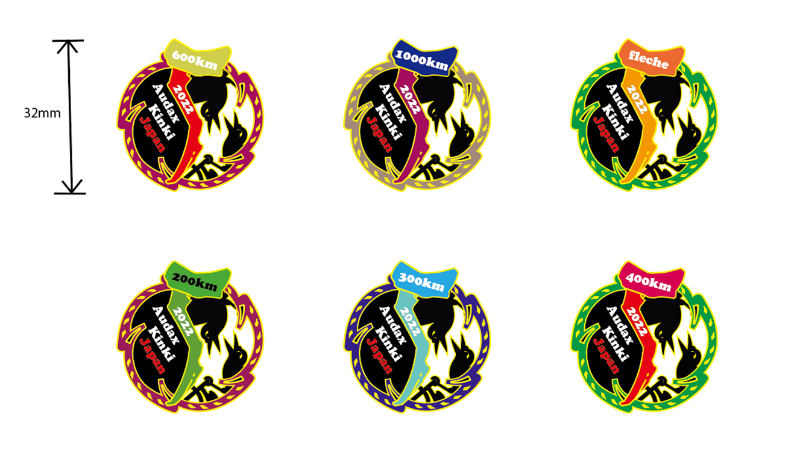 32mm
600km
2022
Audax
Kinki
Japan
1000km
2022
Audax
Kinki
Japan
fleche
2022
Audax
Kinki
Japan
200km
2022
Audax
Kinki
Japan
300km
2022
Audax
Kinki
Japan
400km
2022
Audax
Kinki
Japan